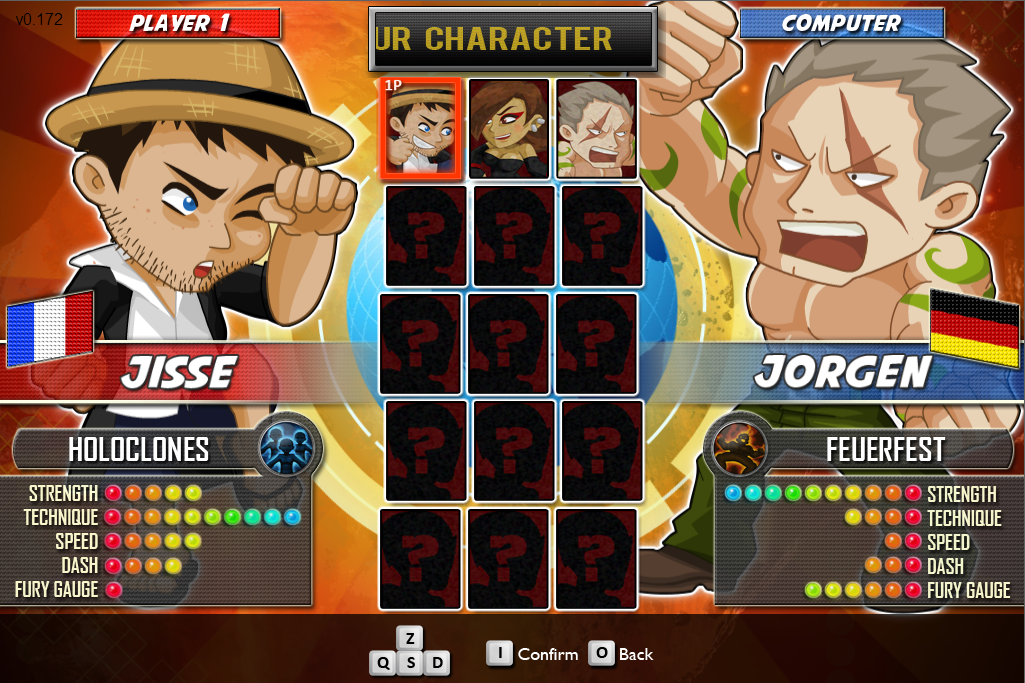 v0.172
PLAYER 1
UR CHARACTER
COMPUTER
1P
?
?
?
?
?
?
?
?
?
?
?
?
JISSE
JORGEN
HOLOCLONES
STRENGTH
TECHNIQUE
SPEED
DASH
FURY GAUGE
FEUERFEST
STRENGTH
TECHNIQUE
SPEED
DASH
FURY GAUGE
Z
Q S D
I Confirm O Back